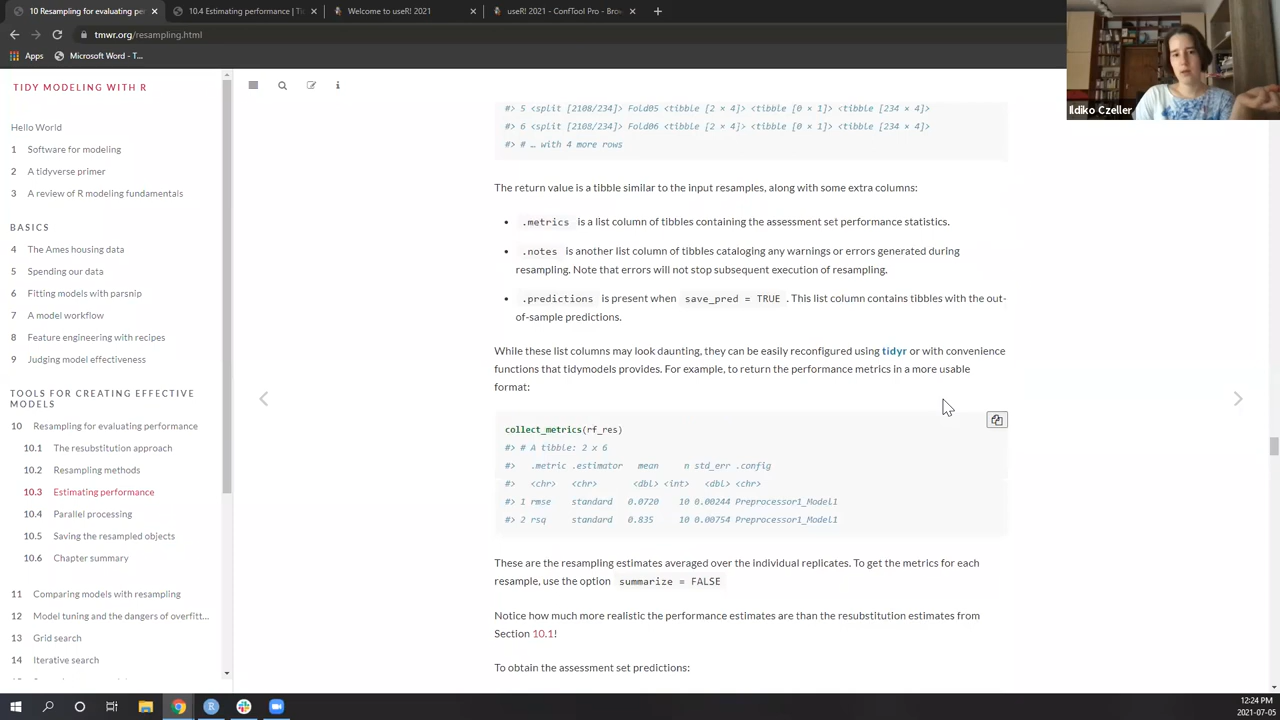 10 Resampling for evaluating per
10.4 Estimating performance | Ti
Welcome to useR! 2021
useR! 2021 - ConfTool Pro - Brow
tmwr.org/resampling.html
Apps
Microsoft Word - T...
Ildiko Czeller
TIDY MODELING WITH R
Hello World
1 Software for modeling
2 A tidyverse primer
3 A review of R modeling fundamentals
BASICS
4 The Ames housing data
5 Spending our data
6 Fitting models with parsnip
7 A model workflow
8 Feature engineering with recipes
9 Judging model effectiveness
TOOLS FOR CREATING EFFECTIVE
MODELS
10 Resampling for evaluating performance
10.1 The resubstitution approach
10.2 Resampling methods
10.3 Estimating performance
10.4 Parallel processing
10.5 Saving the resampled objects
10.6 Chapter summary
11 Comparing models with resampling
12 Model tuning and the dangers of overfitt...
13 Grid search
14 Iterative search
#> 5 <split [2108/234]> Fold05 <tibble [2 × 4]> <tibble [0 × 1]> <tibble [234 × 4]>
#> 6 <split [2108/234]> Fold06 <tibble [2 × 4]> <tibble [0 × 1]> <tibble [234 × 4]>
#> # … with 4 more rows
The return value is a tibble similar to the input resamples, along with some extra columns:
• .metrics is a list column of tibbles containing the assessment set performance statistics.
• .notes is another list column of tibbles cataloging any warnings or errors generated during
resampling. Note that errors will not stop subsequent execution of resampling.
• .predictions is present when save_pred = TRUE . This list column contains tibbles with the out-
of-sample predictions.
While these list columns may look daunting, they can be easily reconfigured using tidyr or with convenience
functions that tidymodels provides. For example, to return the performance metrics in a more usable
format:
collect_metrics(rf_res)
#> # A tibble: 2 x 6
#> .metric .estimator mean n std_err .config
#> <chr> <chr> <dbl> <int> <dbl> <chr>
#> 1 rmse standard 0.0720 10 0.00244 Preprocessor1_Model1
#> 2 rsq standard 0.835 10 0.00754 Preprocessor1_Model1
These are the resampling estimates averaged over the individual replicates. To get the metrics for each
resample, use the option summarize = FALSE
Notice how much more realistic the performance estimates are than the resubstitution estimates from
Section 10.1!
To obtain the assessment set predictions:
12:24 PM
2021-07-05